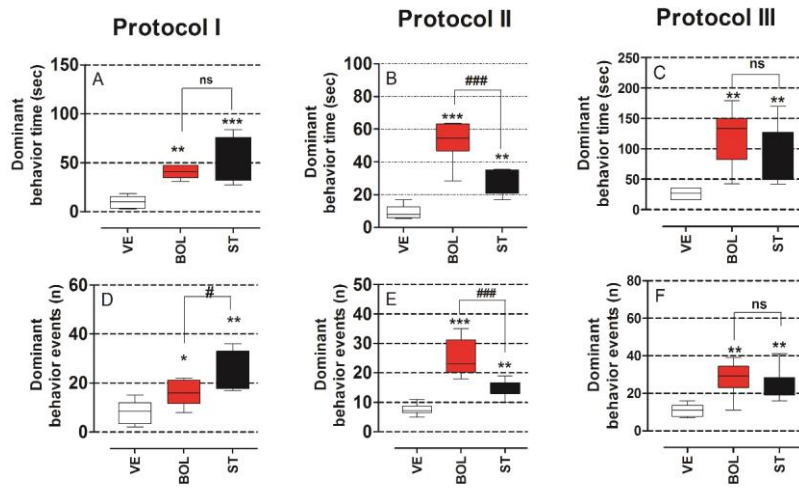 Protocol I
Protocol II
Protocol III
A
Dominant
behavior time (sec)
150
100
50
0
ns
**
***
VE
BOL
ST
B
Dominant
behavior time (sec)
100
80
60
40
20
0
###
***
**
VE
BOL
ST
C
Dominant
behavior time (sec)
250
200
150
100
50
0
ns
**
**
VE
BOL
ST
D
Dominant
behavior events (n)
60
40
20
0
#
*
**
VE
BOL
ST
E
Dominant
behavior events (n)
50
40
30
20
10
0
###
***
**
VE
BOL
ST
F
Dominant
behavior events (n)
80
60
40
20
0
ns
**
**
VE
BOL
ST